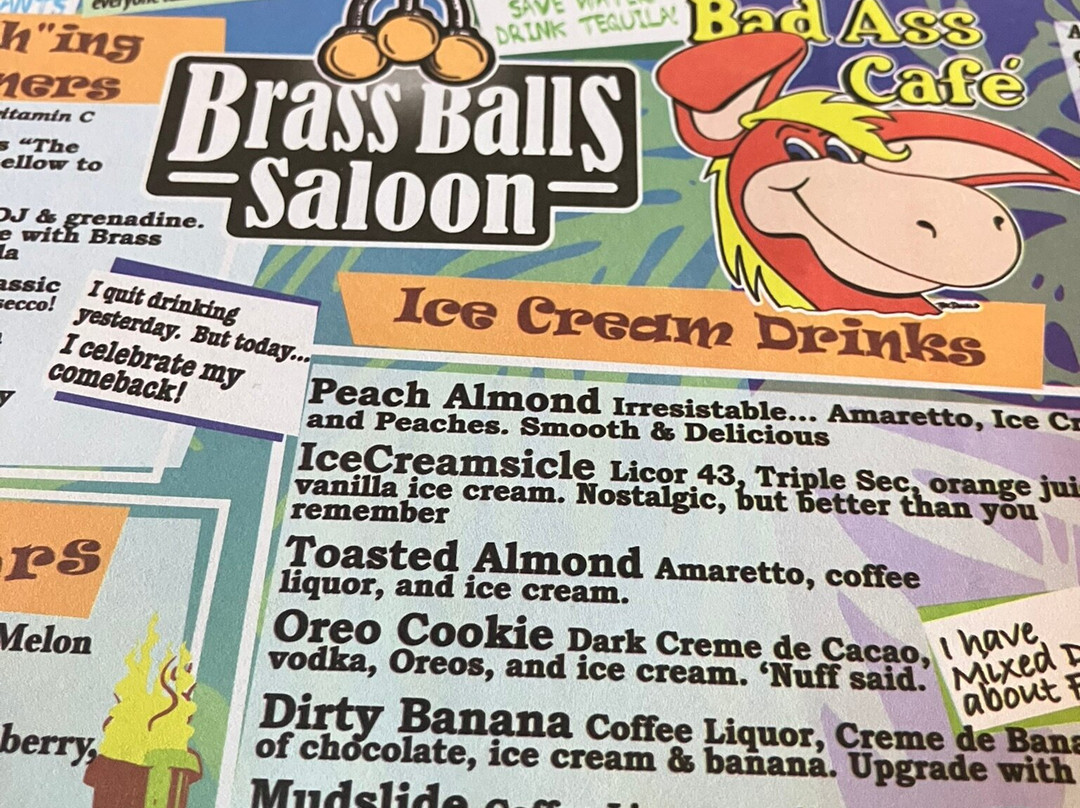 SAVE WATER
DRINK TEQUILA!
Bad Ass
Café
Brass Balls
Saloon
h"ing
ners
itamin C
s "The
ellow to
OJ & grenadine.
e with Brass
la
assic
secco!
y
I quit drinking
yesterday. But today...
I celebrate my
comeback!
Ice Cream Drinks
Peach Almond Irresistable... Amaretto, Ice Cr
and Peaches. Smooth & Delicious
IceCreamsicle Licor 43, Triple Sec, orange jui
vanilla ice cream. Nostalgic, but better than you
remember
Toasted Almond Amaretto, coffee
liquor, and ice cream.
Oreo Cookie Dark Creme de Cacao,
vodka, Oreos, and ice cream. 'Nuff said.
Dirty Banana Coffee Liquor, Creme de Bana
of chocolate, ice cream & banana. Upgrade with
Mudslide
I have
Mixed D
about
rs
Melon
berry,